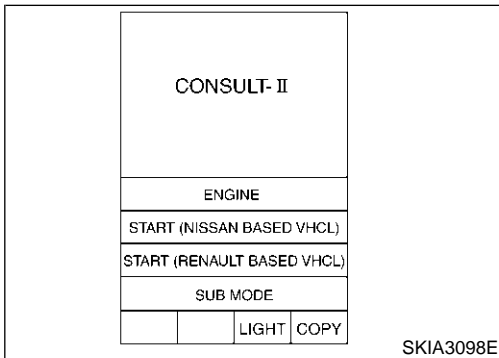 CONSULT-II
ENGINE
START (NISSAN BASED VHCL)
START (RENAULT BASED VHCL)
SUB MODE
LIGHT COPY
SKIA3098E